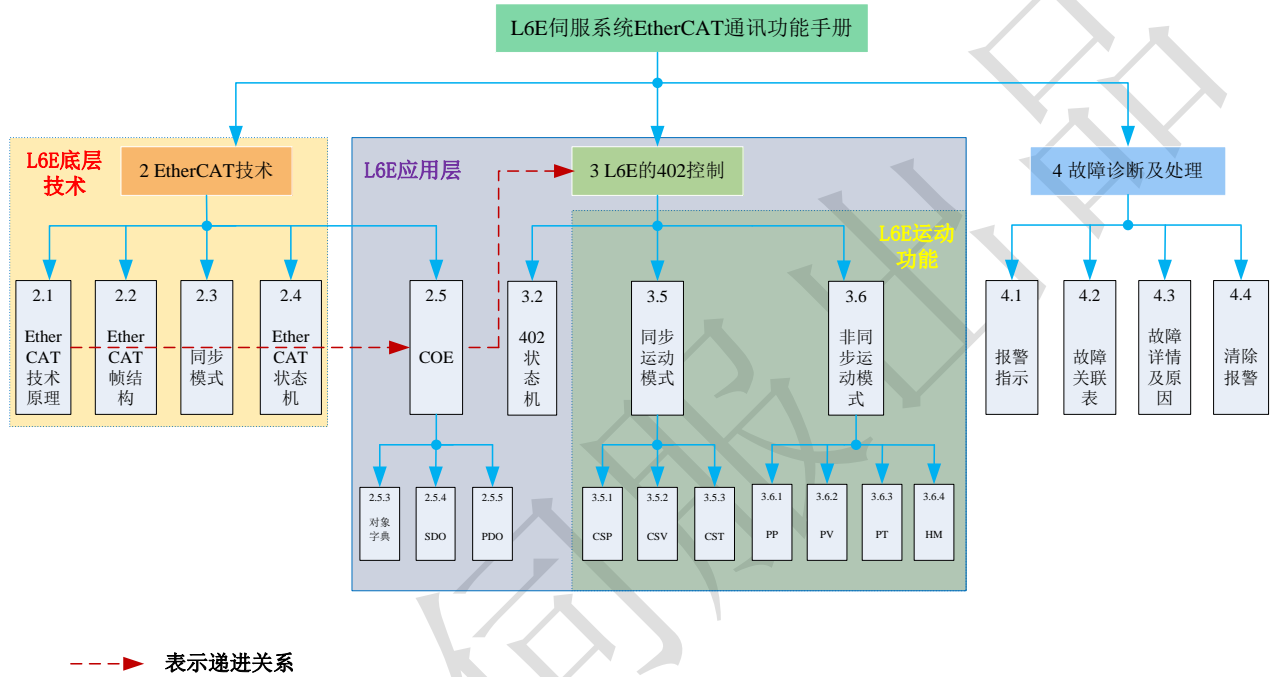 L6E伺服系统EtherCAT通讯功能手册
L6E底层
技术
2 EtherCAT技术
L6E应用层
3 L6E的402控制
4 故障诊断及处理
L6E运动
功能
2.1
Ether
CAT
技术
原理
2.2
Ether
CAT
帧结
构
2.3
同步
模式
2.4
Ether
CAT
状态
机
2.5
COE
3.2
402
状
态
机
3.5
同步
运动
模式
3.6
非同
步运
动模
式
4.1
报警
指示
4.2
故障
关联
表
4.3
故障
详情
及原
因
4.4
清除
报警
2.5.3
对象
字典
2.5.4
SDO
2.5.5
PDO
3.5.1
CSP
3.5.2
CSV
3.5.3
CST
3.6.1
PP
3.6.2
PV
3.6.3
PT
3.6.4
HM
表示递进关系
伺服出品